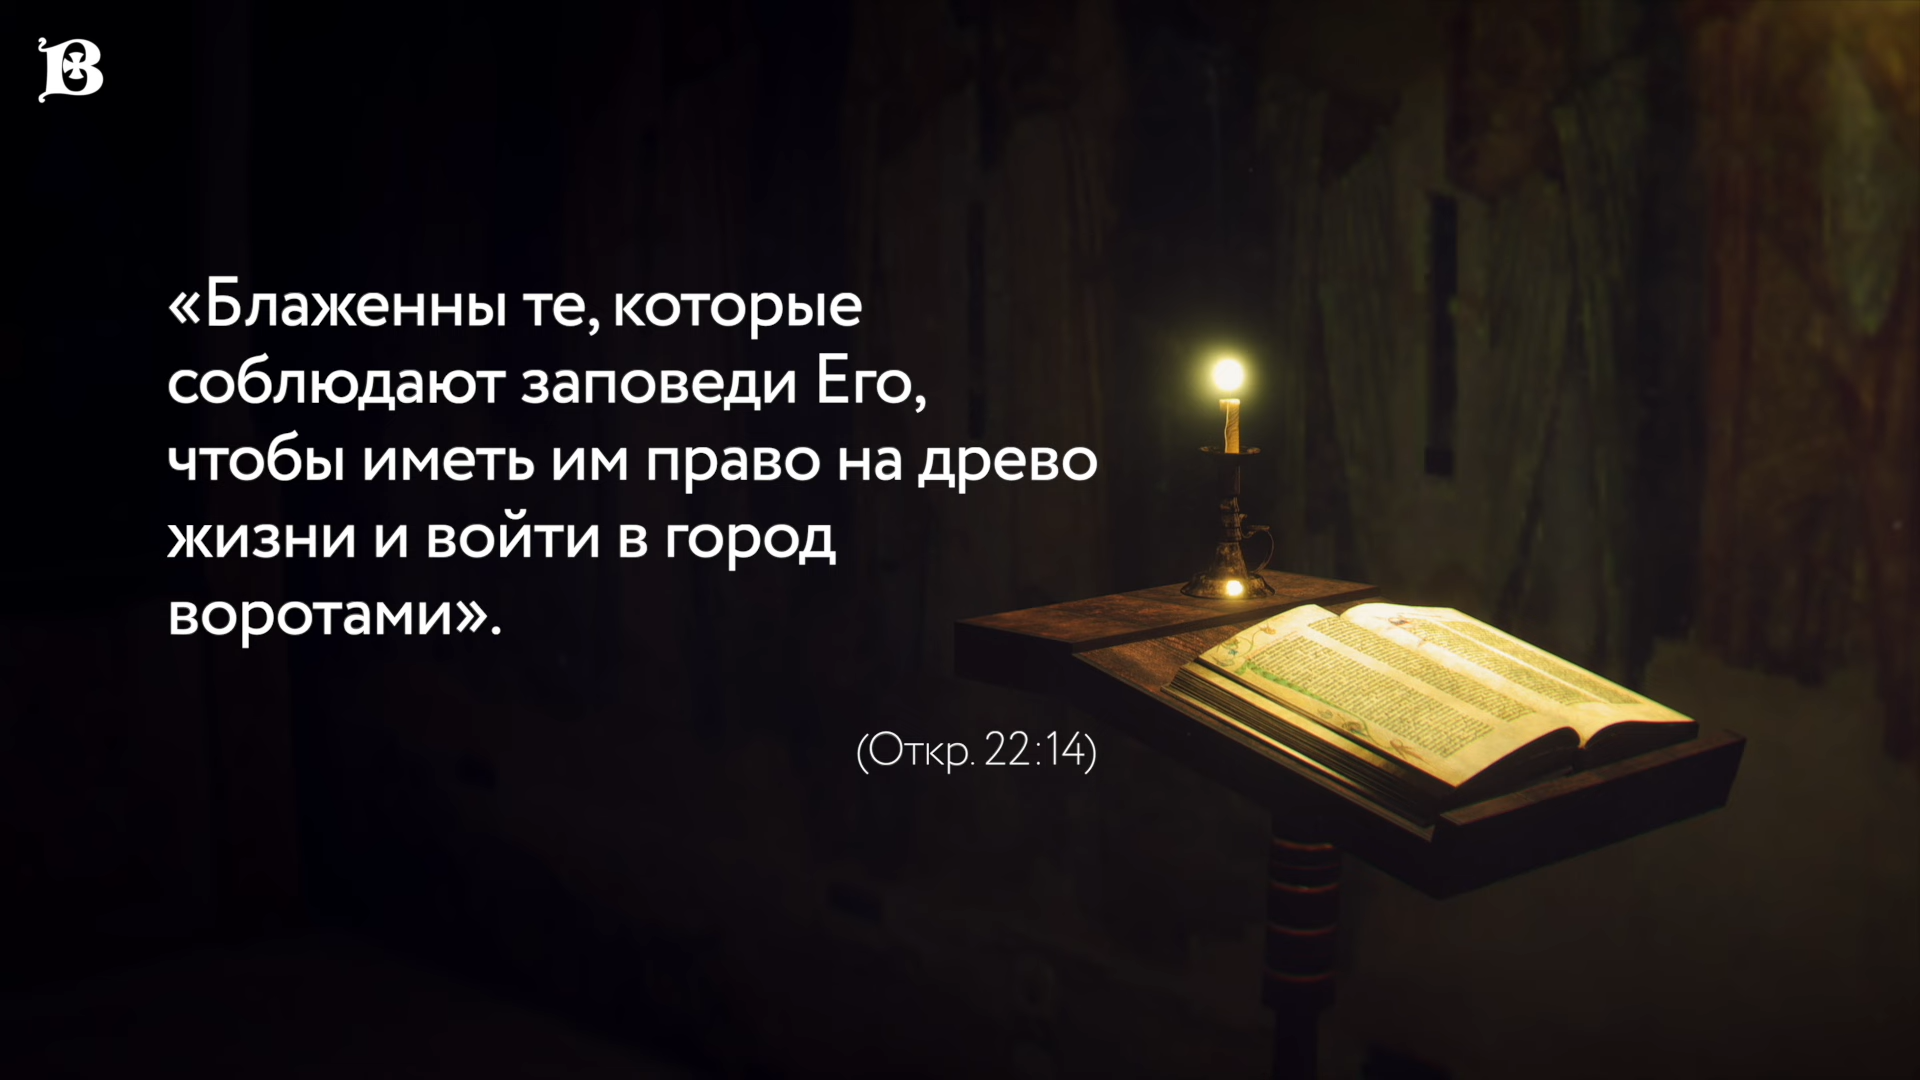 «Блаженны те, которые
соблюдают заповеди Его,
чтобы иметь им право на древо
жизни и войти в город
воротами».
(Откр. 22:14)